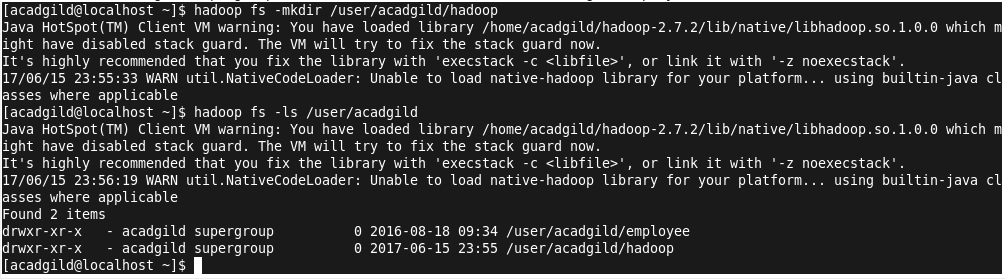 [acadgild@localhost ~]$ hadoop fs -mkdir /user/acadgild/hadoop
Java HotSpot(TM) Client VM warning: You have loaded library /home/acadgild/hadoop-2.7.2/lib/native/libhadoop.so.1.0.0 which m
ight have disabled stack guard. The VM will try to fix the stack guard now.
It's highly recommended that you fix the library with 'execstack -c <libfile>', or link it with '-z noexecstack'.
17/06/15 23:55:33 WARN util.NativeCodeLoader: Unable to load native-hadoop library for your platform... using builtin-java cl
asses where applicable
[acadgild@localhost ~]$ hadoop fs -ls /user/acadgild
Java HotSpot(TM) Client VM warning: You have loaded library /home/acadgild/hadoop-2.7.2/lib/native/libhadoop.so.1.0.0 which m
ight have disabled stack guard. The VM will try to fix the stack guard now.
It's highly recommended that you fix the library with 'execstack -c <libfile>', or link it with '-z noexecstack'.
17/06/15 23:56:19 WARN util.NativeCodeLoader: Unable to load native-hadoop library for your platform... using builtin-java cl
asses where applicable
Found 2 items
drwxr-xr-x   - acadgild supergroup          0 2016-08-18 09:34 /user/acadgild/employee
drwxr-xr-x   - acadgild supergroup          0 2017-06-15 23:55 /user/acadgild/hadoop
[acadgild@localhost ~]$